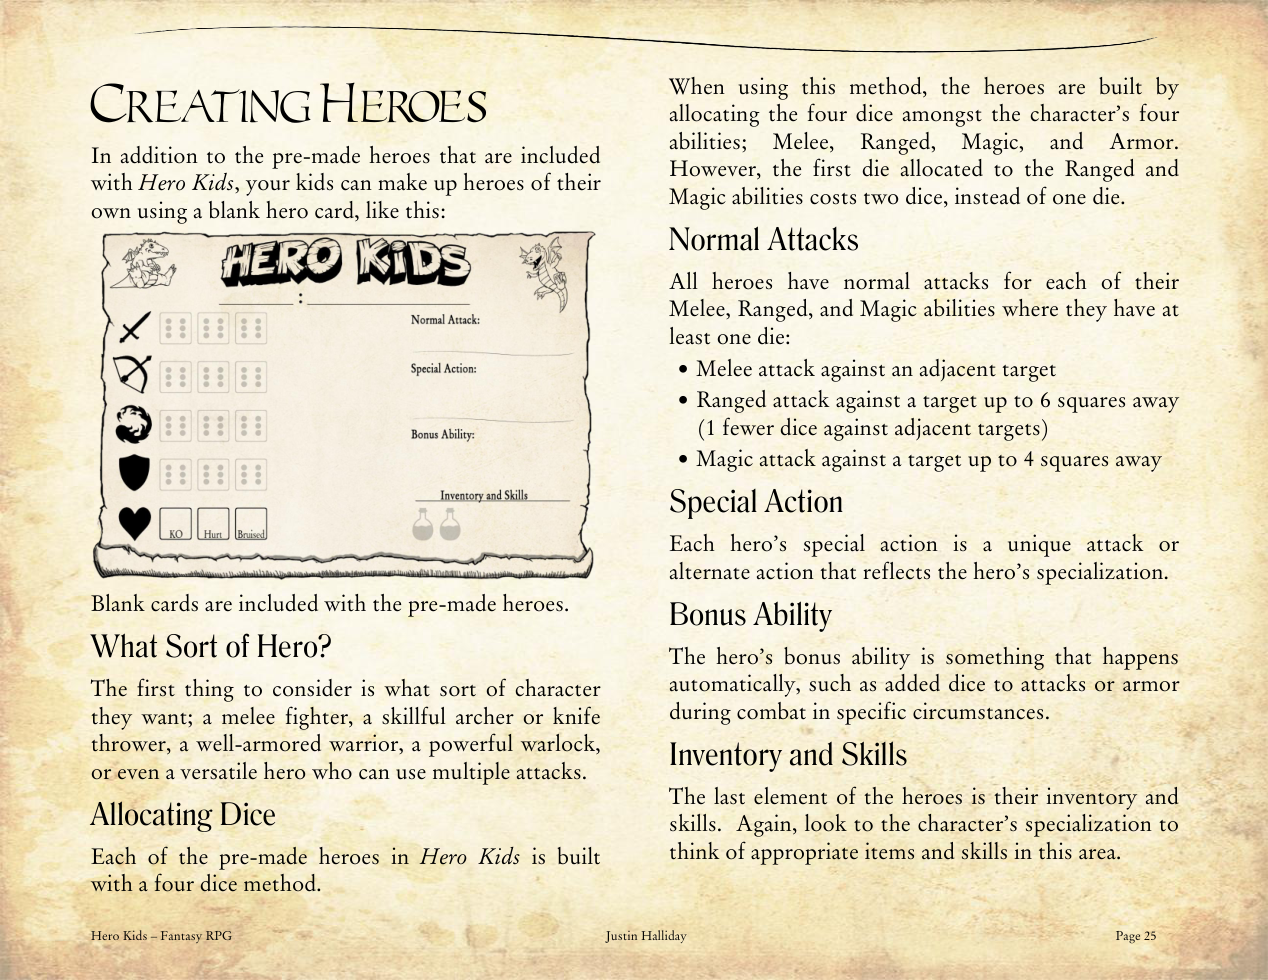 CREATING HEROES
In addition to the pre-made heroes that are included
with Hero Kids, your kids can make up heroes of their
own using a blank hero card, like this:
HERO KiDS
:
Normal Attack:
Special Action:
Bonus Ability:
Inventory and Skills
KO Hurt Bruised
Blank cards are included with the pre-made heroes.
What Sort of Hero?
The first thing to consider is what sort of character
they want; a melee fighter, a skillful archer or knife
thrower, a well-armored warrior, a powerful warlock,
or even a versatile hero who can use multiple attacks.
Allocating Dice
Each of the pre-made heroes in Hero Kids is built
with a four dice method.
When using this method, the heroes are built by
allocating the four dice amongst the character's four
abilities; Melee, Ranged, Magic, and Armor.
However, the first die allocated to the Ranged and
Magic abilities costs two dice, instead of one die.
Normal Attacks
All heroes have normal attacks for each of their
Melee, Ranged, and Magic abilities where they have at
least one die:
• Melee attack against an adjacent target
• Ranged attack against a target up to 6 squares away
(1 fewer dice against adjacent targets)
• Magic attack against a target up to 4 squares away
Special Action
Each hero's special action is a unique attack or
alternate action that reflects the hero's specialization.
Bonus Ability
The hero's bonus ability is something that happens
automatically, such as added dice to attacks or armor
during combat in specific circumstances.
Inventory and Skills
The last element of the heroes is their inventory and
skills. Again, look to the character's specialization to
think of appropriate items and skills in this area.
Hero Kids – Fantasy RPG
Justin Halliday
Page 25